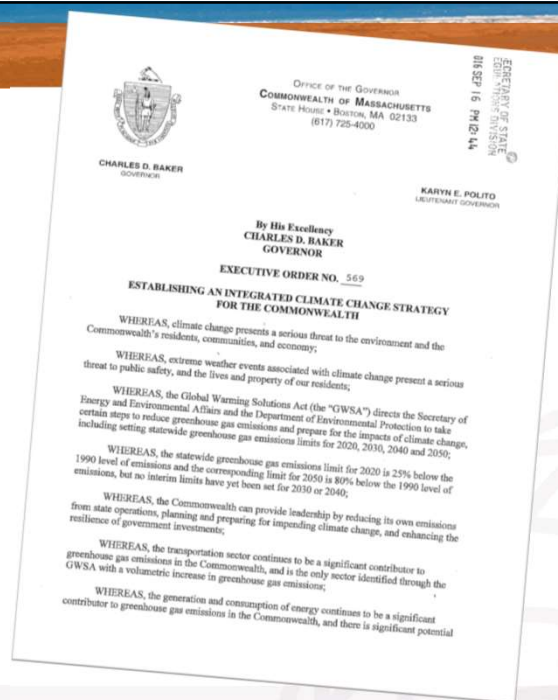 OFFICE OF THE GOVERNOR
COMMONWEALTH OF MASSACHUSETTS
STATE HOUSE • BOSTON, MA 02133
(617) 725-4000
SECRETARY OF STATE
DIVISION
016 SEP 16 PM 12:44
CHARLES D. BAKER
GOVERNOR
KARYN E. POLITO
LIEUTENANT GOVERNOR
By His Excellency
CHARLES D. BAKER
GOVERNOR
EXECUTIVE ORDER NO. 569
ESTABLISHING AN INTEGRATED CLIMATE CHANGE STRATEGY
FOR THE COMMONWEALTH
WHEREAS, climate change presents a serious threat to the environment and the
Commonwealth's residents, communities, and economy;
WHEREAS, extreme weather events associated with climate change present a serious
threat to public safety, and the lives and property of our residents;
WHEREAS, the Global Warming Solutions Act (the "GWSA") directs the Secretary of
Energy and Environmental Affairs and the Department of Environmental Protection to take
certain steps to reduce greenhouse gas emissions and prepare for the impacts of climate change,
including setting statewide greenhouse gas emissions limits for 2020, 2030, 2040 and 2050;
WHEREAS, the statewide greenhouse gas emissions limit for 2020 is 25% below the
1990 level of emissions and the corresponding limit for 2050 is 80% below the 1990 level of
emissions, but no interim limits have yet been set for 2030 or 2040;
WHEREAS, the Commonwealth can provide leadership by reducing its own emissions
from state operations, planning and preparing for impending climate change, and enhancing the
resilience of government investments;
WHEREAS, the transportation sector continues to be a significant contributor to
greenhouse gas emissions in the Commonwealth, and is the only sector identified through the
GWSA with a volumetric increase in greenhouse gas emissions;
WHEREAS, the generation and consumption of energy continues to be a significant
contributor to greenhouse gas emissions in the Commonwealth, and there is significant potential